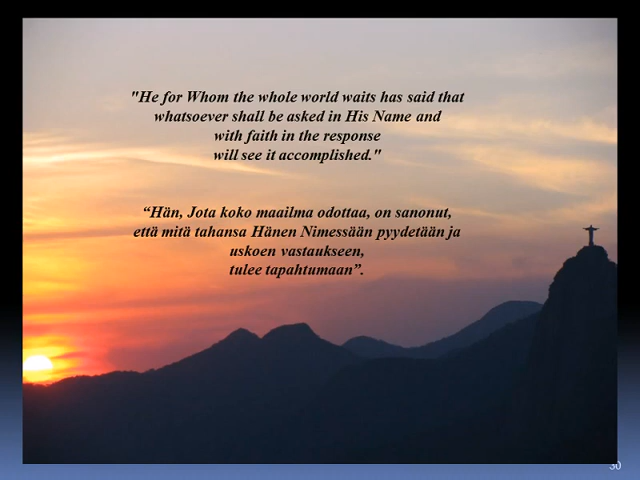 "He for Whom the whole world waits has said that
whatsoever shall be asked in His Name and
with faith in the response
will see it accomplished."
“Hän, Jota koko maailma odottaa, on sanonut,
että mitä tahansa Hänen Nimessään pyydetään ja
uskoen vastaukseen,
tulee tapahtumaan”.
30